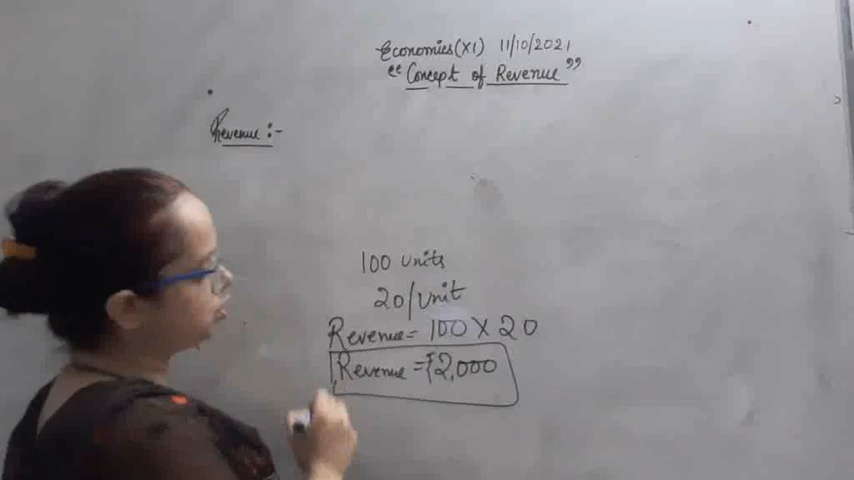 Economics(XI) 11/10/2021
"Concept of Revenue"
Revenue :-
100 units
20/unit
Revenue = 100 X 20
Revenue = ₹2,000